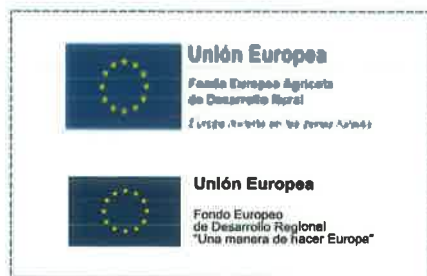 Unión Europea
Fondo Europeo Agricola
de Desarrollo Rural
Unión Europea
Fondo Europeo
de Desarrollo Regional
"Una manera de hacer Europa"